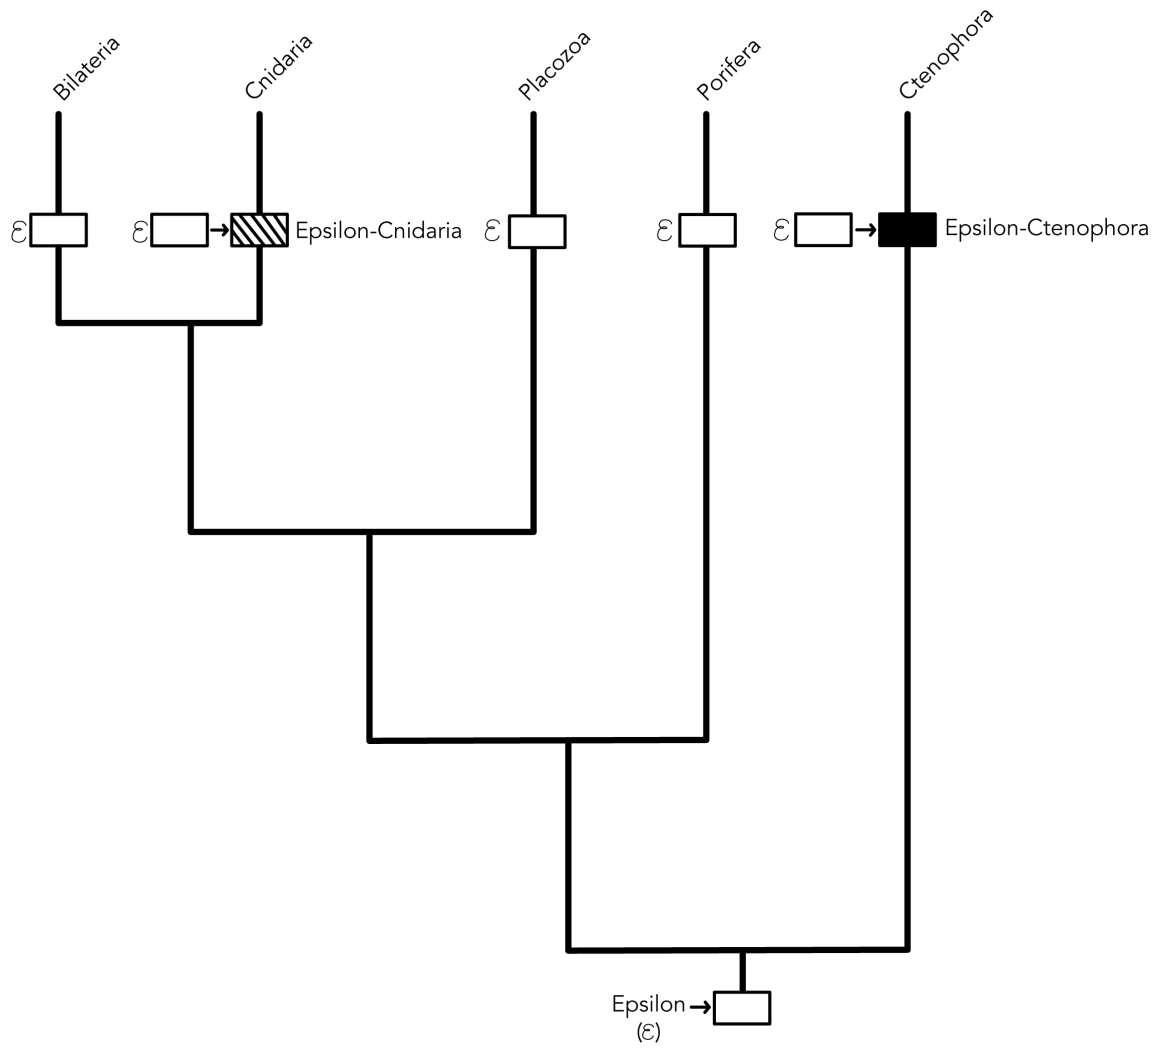 Bilateria
Cnidaria
Placozoa
Porifera
Ctenophora
ℰ
ℰ
Epsilon-Cnidaria
ℰ
ℰ
ℰ
Epsilon-Ctenophora
Epsilon
(ℰ)